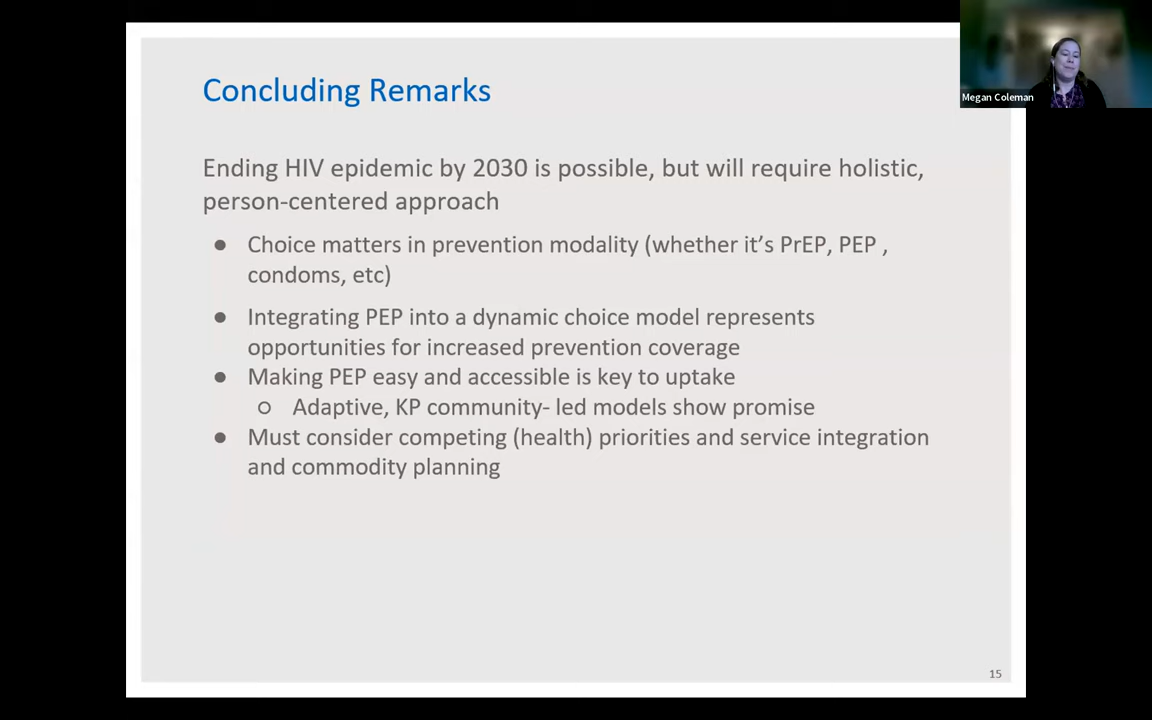 Concluding Remarks
Megan Coleman
Ending HIV epidemic by 2030 is possible, but will require holistic,
person-centered approach
● Choice matters in prevention modality (whether it's PrEP, PEP ,
condoms, etc)
● Integrating PEP into a dynamic choice model represents
opportunities for increased prevention coverage
● Making PEP easy and accessible is key to uptake
○ Adaptive, KP community- led models show promise
● Must consider competing (health) priorities and service integration
and commodity planning
15